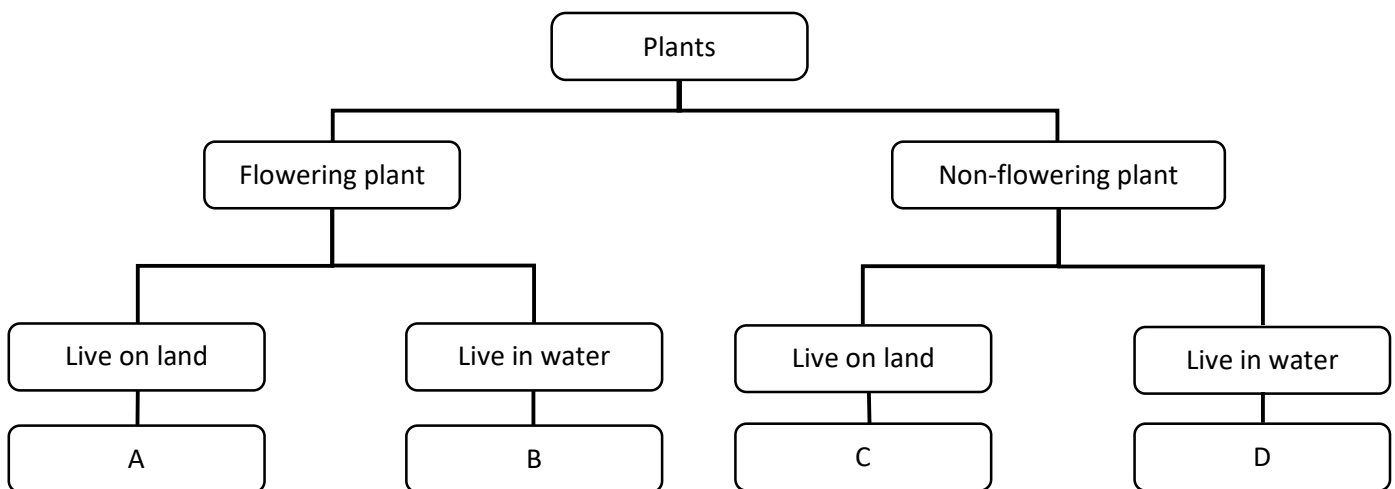 Plants
Flowering plant
Non-flowering plant
Live on land
Live in water
Live on land
Live in water
A
B
C
D